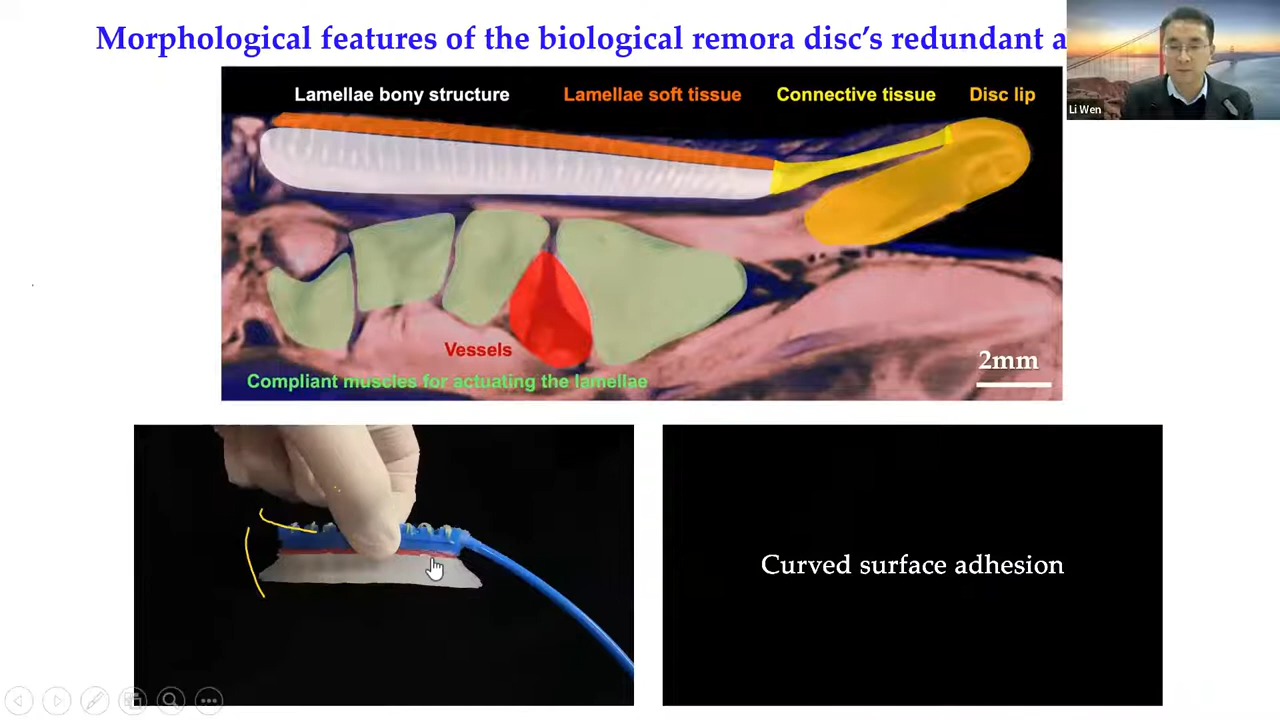 Morphological features of the biological remora disc's redundant a
Li Wen
Lamellae bony structure
Lamellae soft tissue
Connective tissue
Disc lip
Vessels
Compliant muscles for actuating the lamellae
2mm
Curved surface adhesion